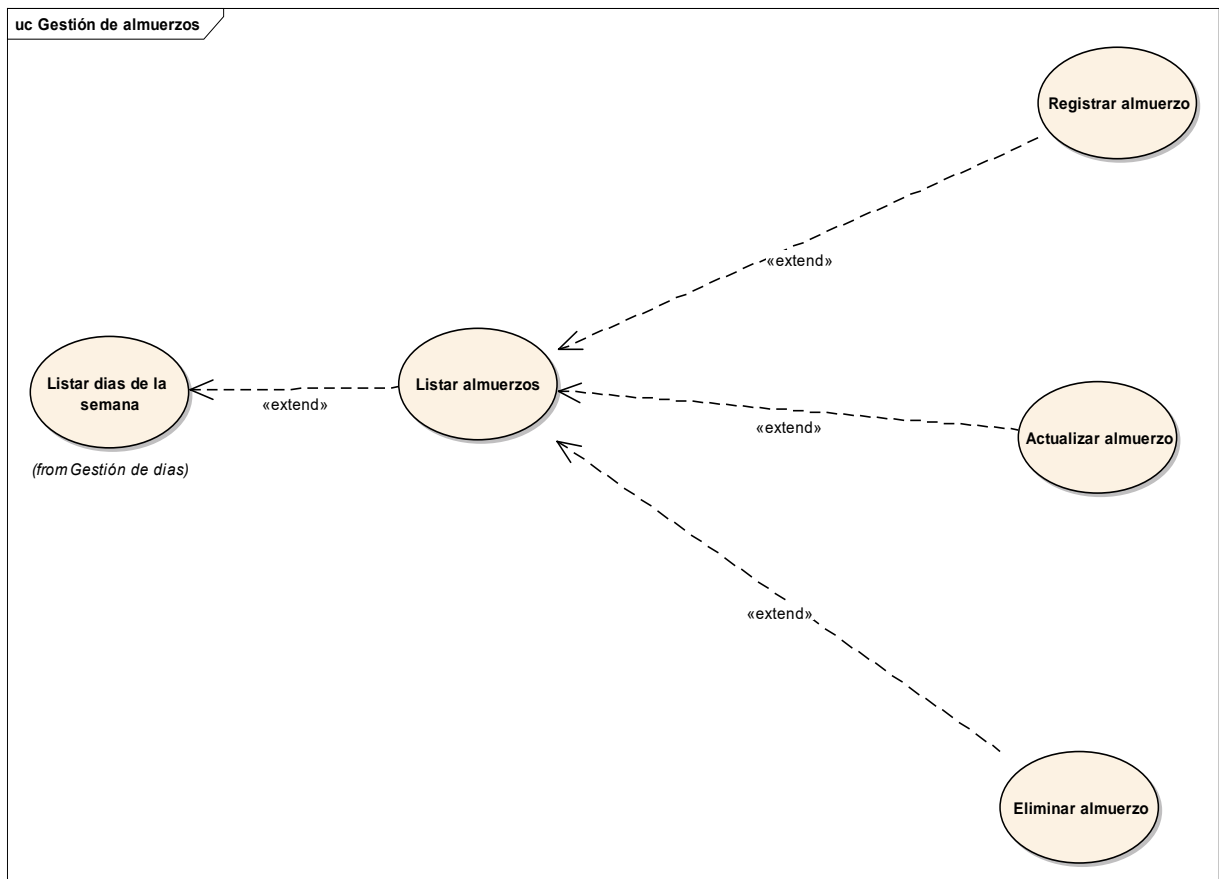 uc Gestión de almuerzos
Registrar almuerzo
«extend»
Listar dias de la
semana
(from Gestión de dias)
«extend»
Listar almuerzos
«extend»
Actualizar almuerzo
«extend»
Eliminar almuerzo